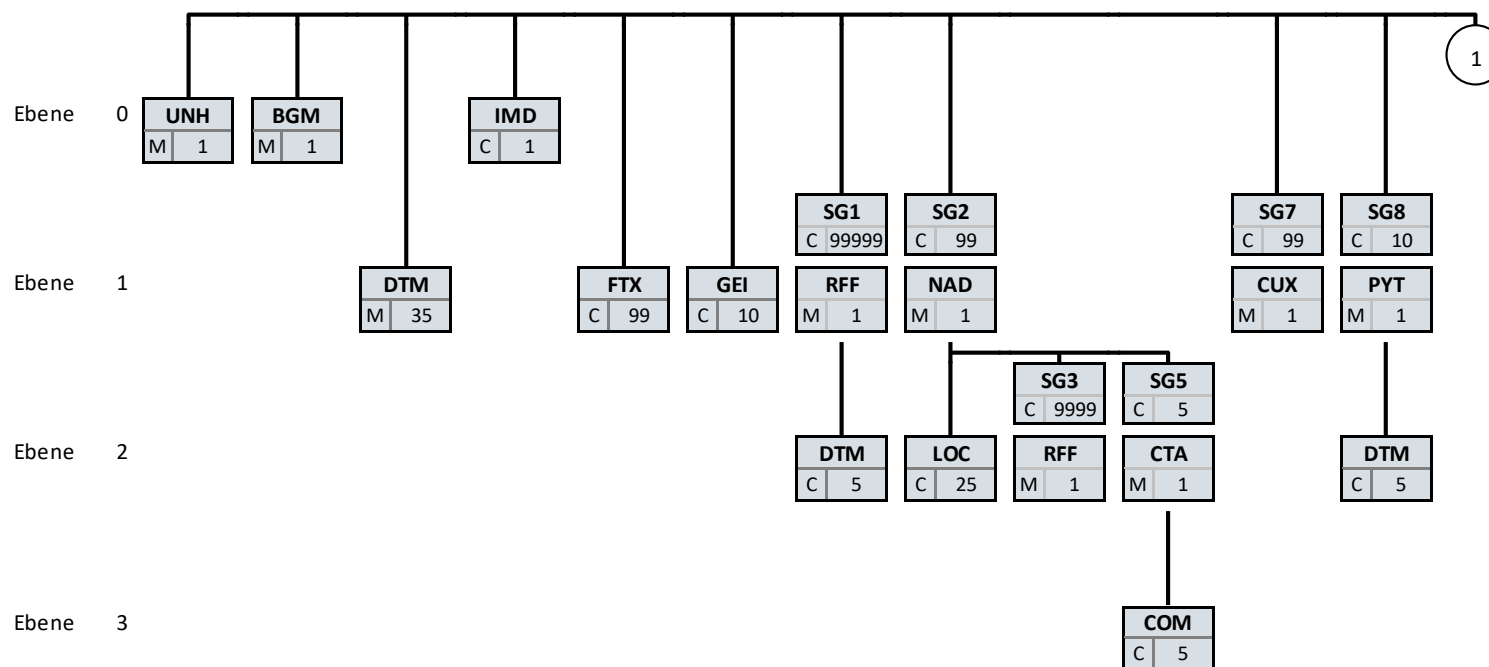 1
Ebene 0 UNH BGM IMD
M 1 M 1 C 1
SG1 SG2 SG7 SG8
C 99999 C 99 C 99 C 10
Ebene 1 DTM FTX GEI RFF NAD CUX PYT
M 35 C 99 C 10 M 1 M 1 M 1 M 1
SG3 SG5
C 9999 C 5
Ebene 2 DTM LOC RFF CTA DTM
C 5 C 25 M 1 M 1 C 5
Ebene 3 COM
C 5